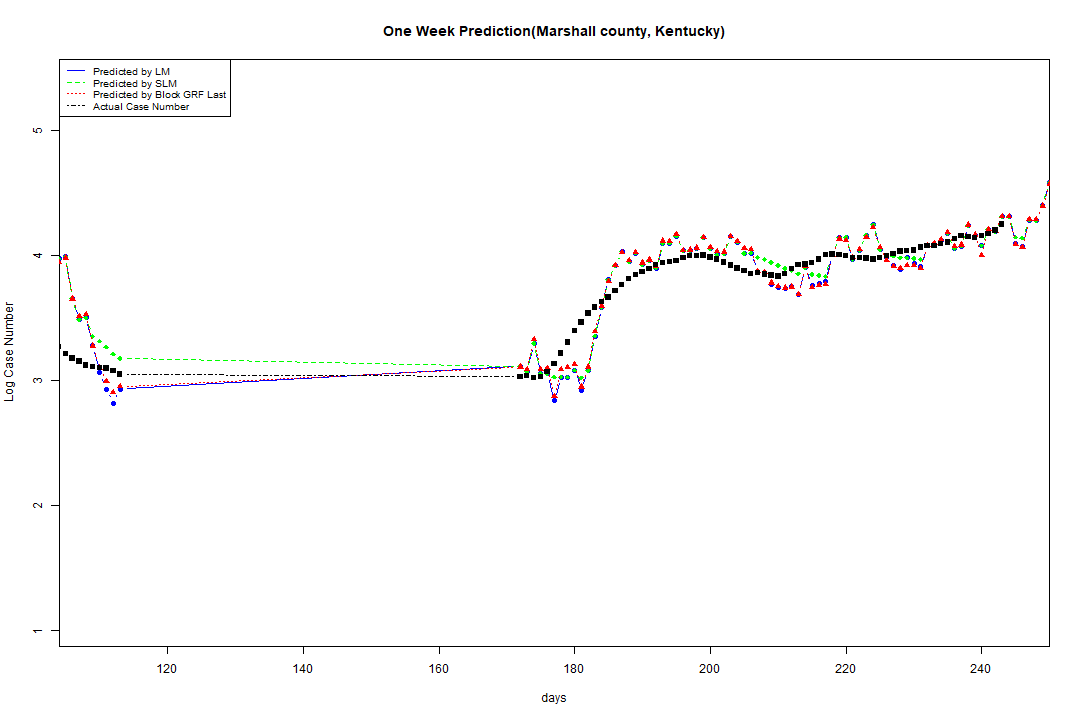 One Week Prediction(Marshall county, Kentucky)
Predicted by LM
Predicted by SLM
Predicted by Block GRF Last
Actual Case Number
5
4
3
2
1
Log Case Number
120 140 160 180 200 220 240
days